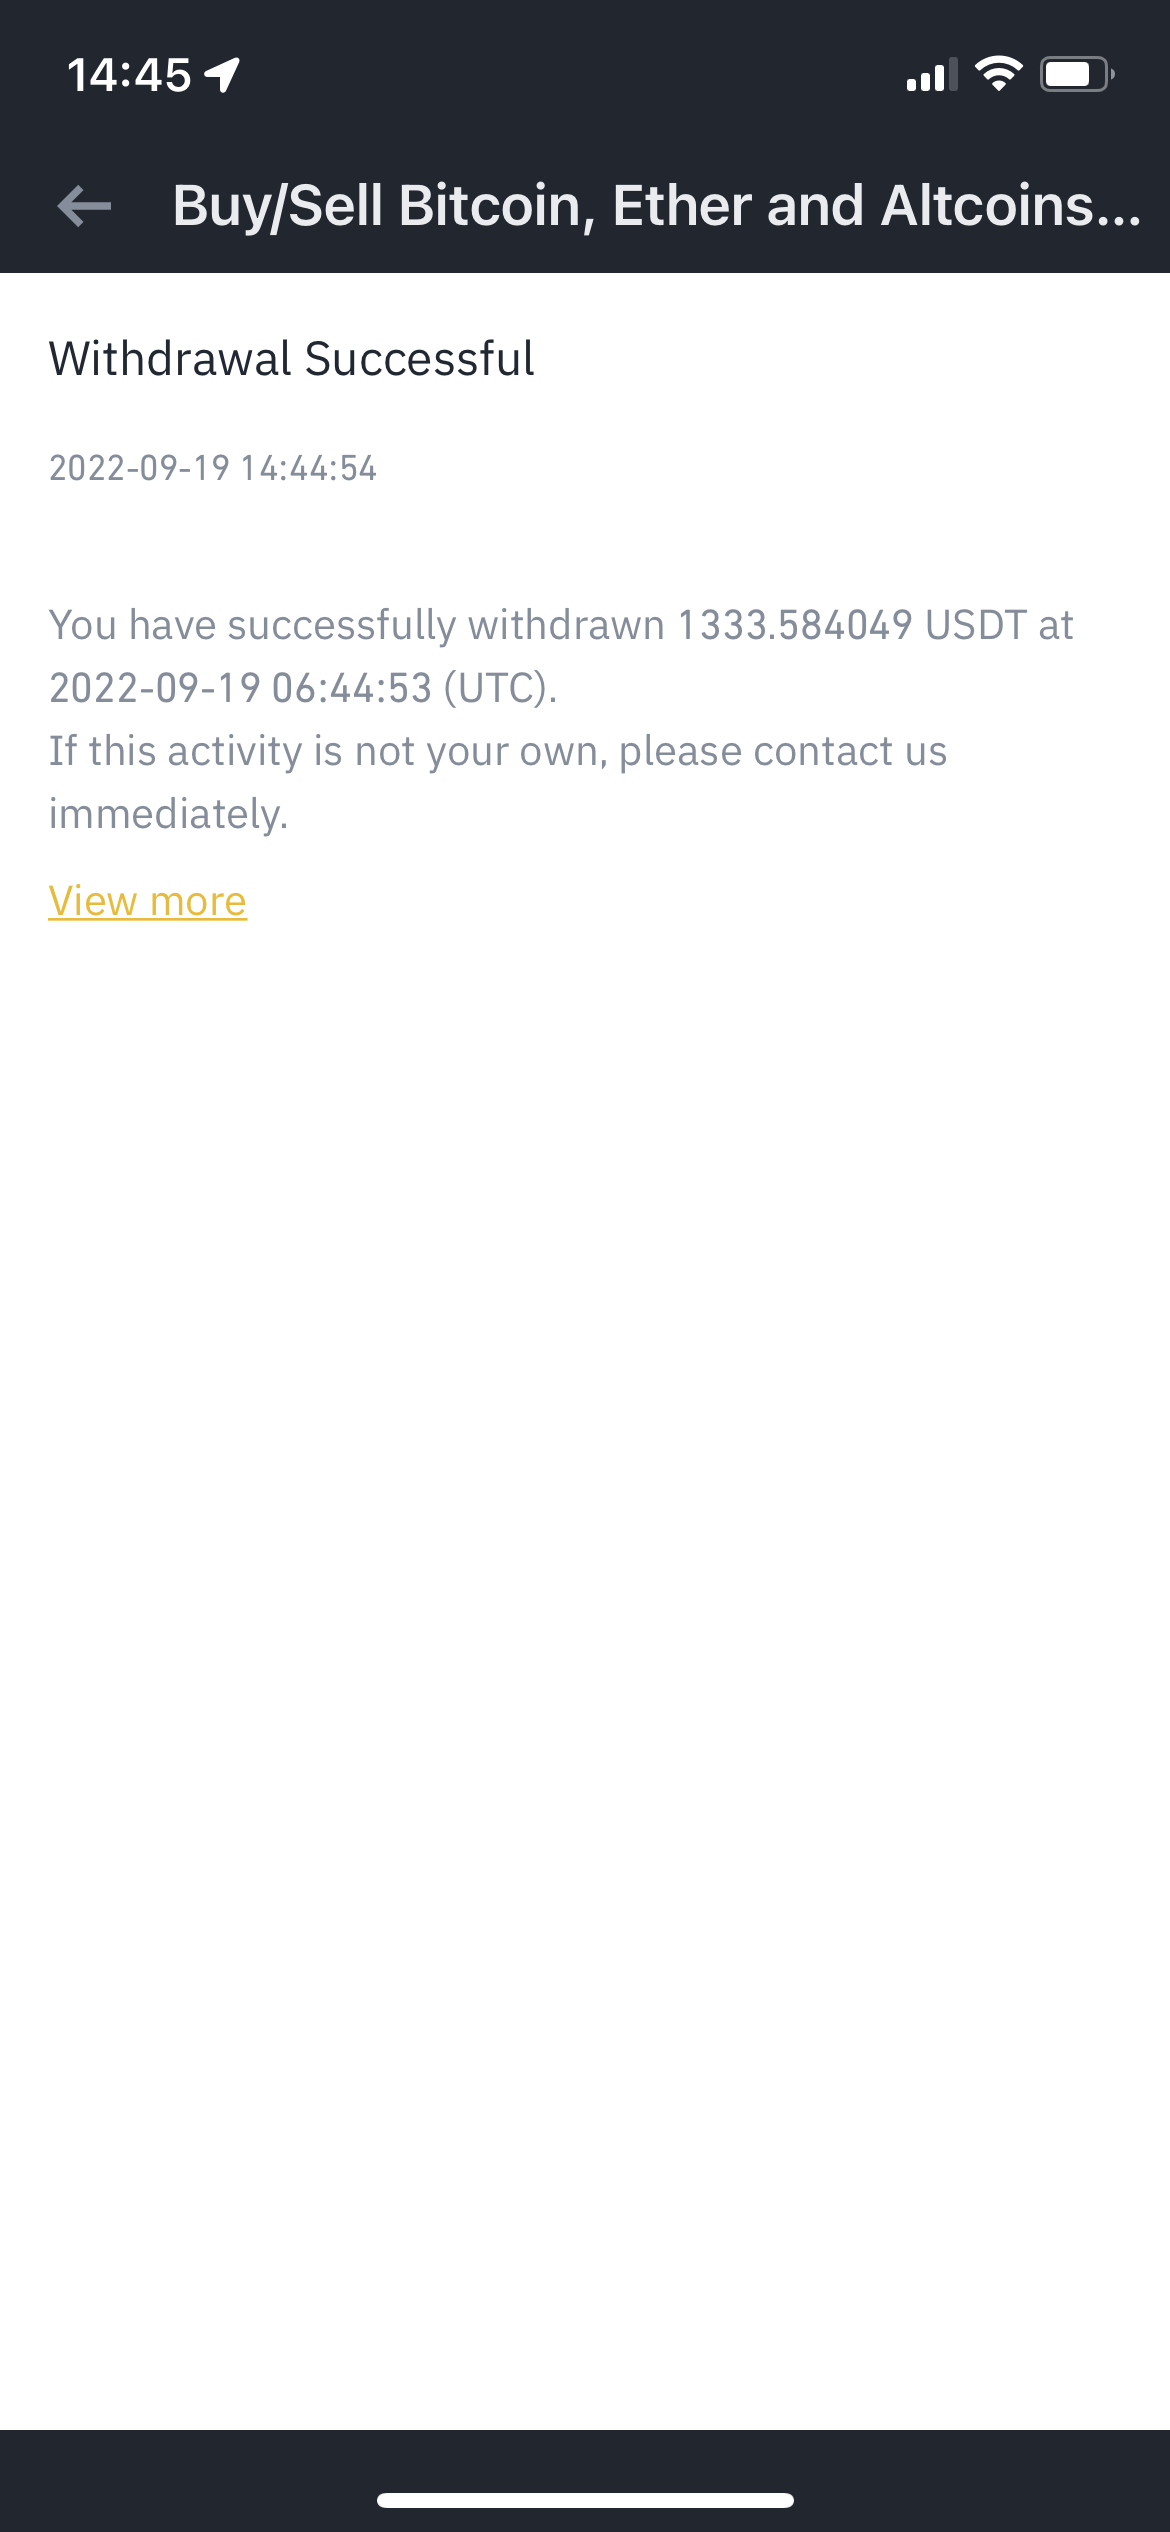 14:45
Buy/Sell Bitcoin, Ether and Altcoins...
Withdrawal Successful
2022-09-19 14:44:54
You have successfully withdrawn 1333.584049 USDT at
2022-09-19 06:44:53 (UTC).
If this activity is not your own, please contact us
immediately.
View more